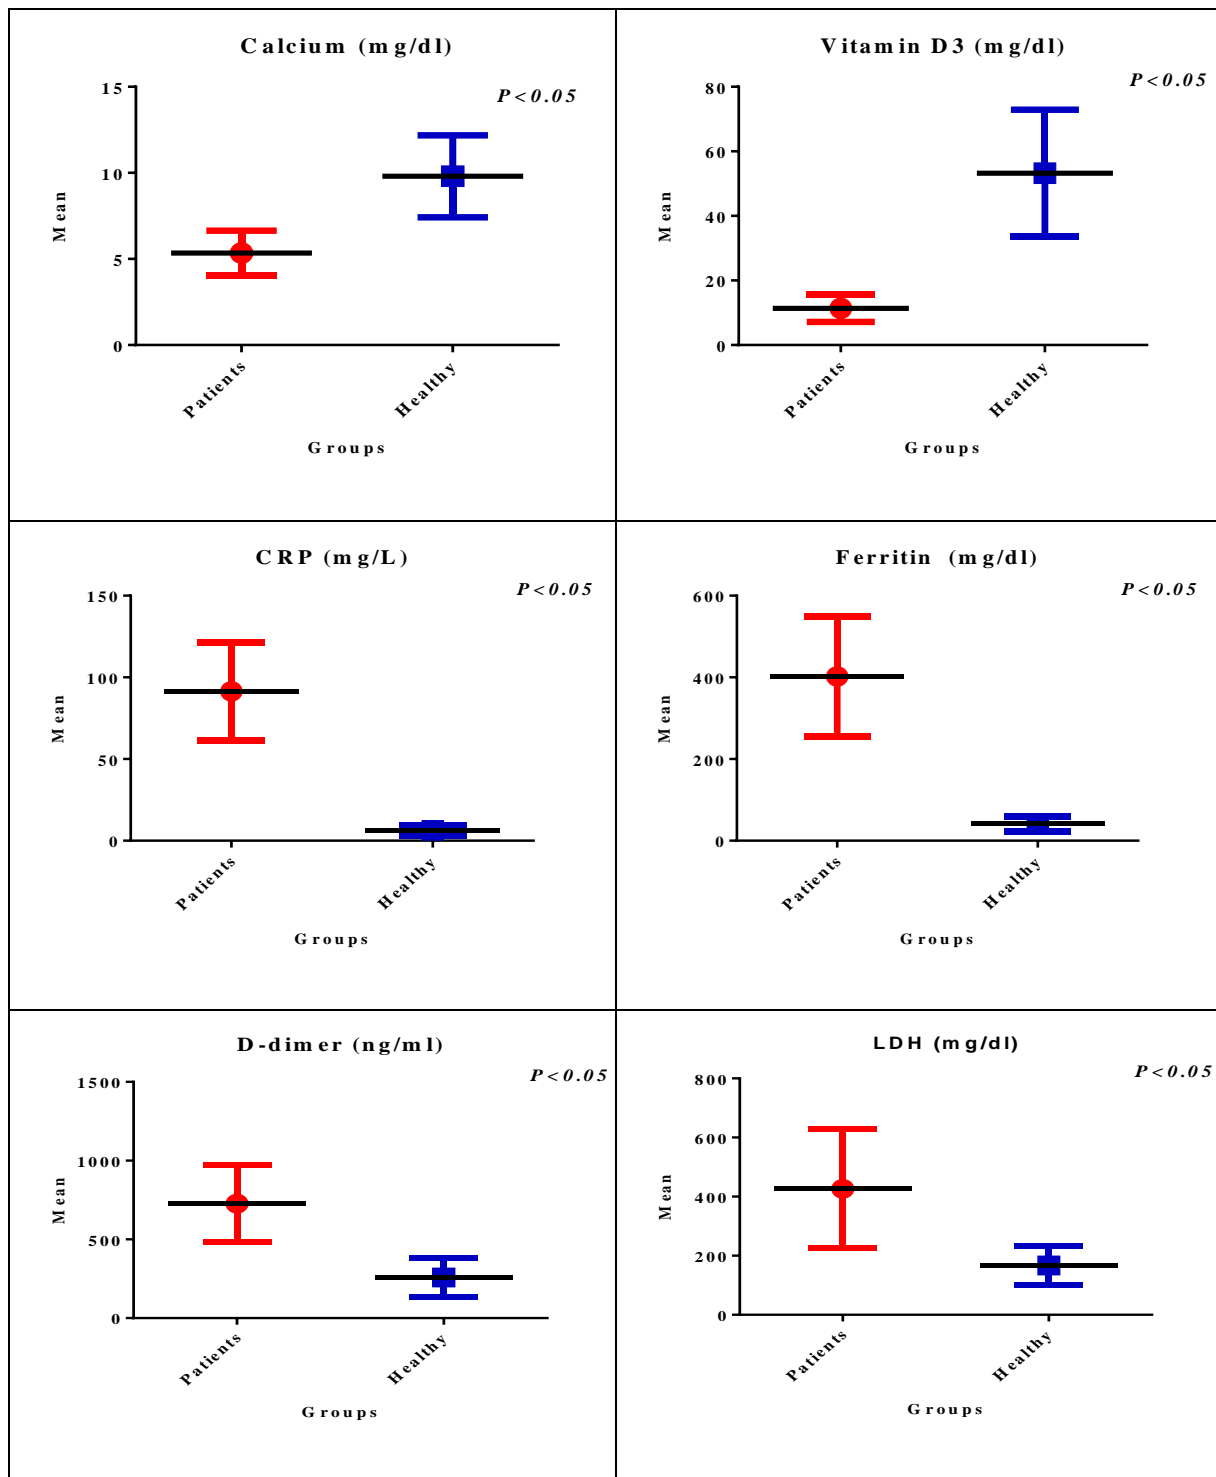 Calcium (mg/dl)
P<0.05
15
10
5
0
Mean
Patients
Healthy
Groups
Vitamin D3 (mg/dl)
P<0.05
80
60
40
20
0
Mean
Patients
Healthy
Groups
CRP (mg/L)
P<0.05
150
100
50
0
Mean
Patients
Healthy
Groups
Ferritin (mg/dl)
P<0.05
600
400
200
0
Mean
Patients
Healthy
Groups
D-dimer (ng/ml)
P<0.05
1500
1000
500
0
Mean
Patients
Healthy
Groups
LDH (mg/dl)
P<0.05
800
600
400
200
0
Mean
Patients
Healthy
Groups